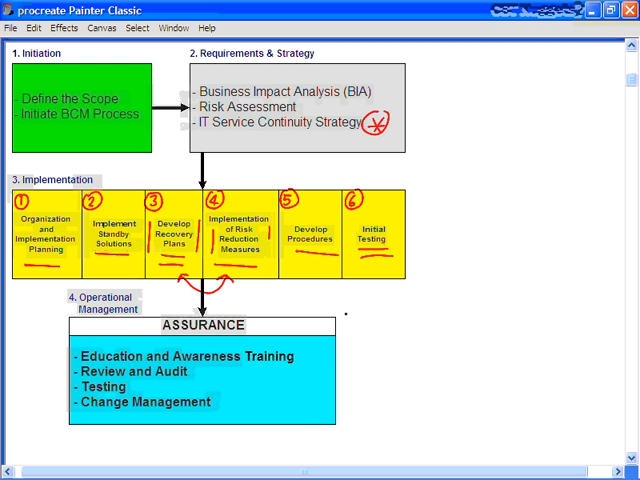 procreate Painter Classic
File Edit Effects Canvas Select Window Help
1. Initiation
- Define the Scope
- Initiate BCM Process
2. Requirements & Strategy
- Business Impact Analysis (BIA)
- Risk Assessment
- IT Service Continuity Strategy
3. Implementation
1
Organization
and
Implementation
Planning
2
Implement
Standby
Solutions
3
Develop
Recovery
Plans
4
Implementation
of Risk
Reduction
Measures
5
Develop
Procedures
6
Initial
Testing
4. Operational
Management
ASSURANCE
- Education and Awareness Training
- Review and Audit
- Testing
- Change Management